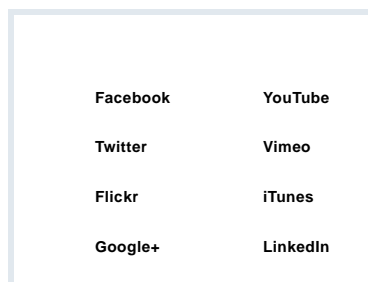 Facebook YouTube
Twitter Vimeo
Flickr iTunes
Google+ LinkedIn